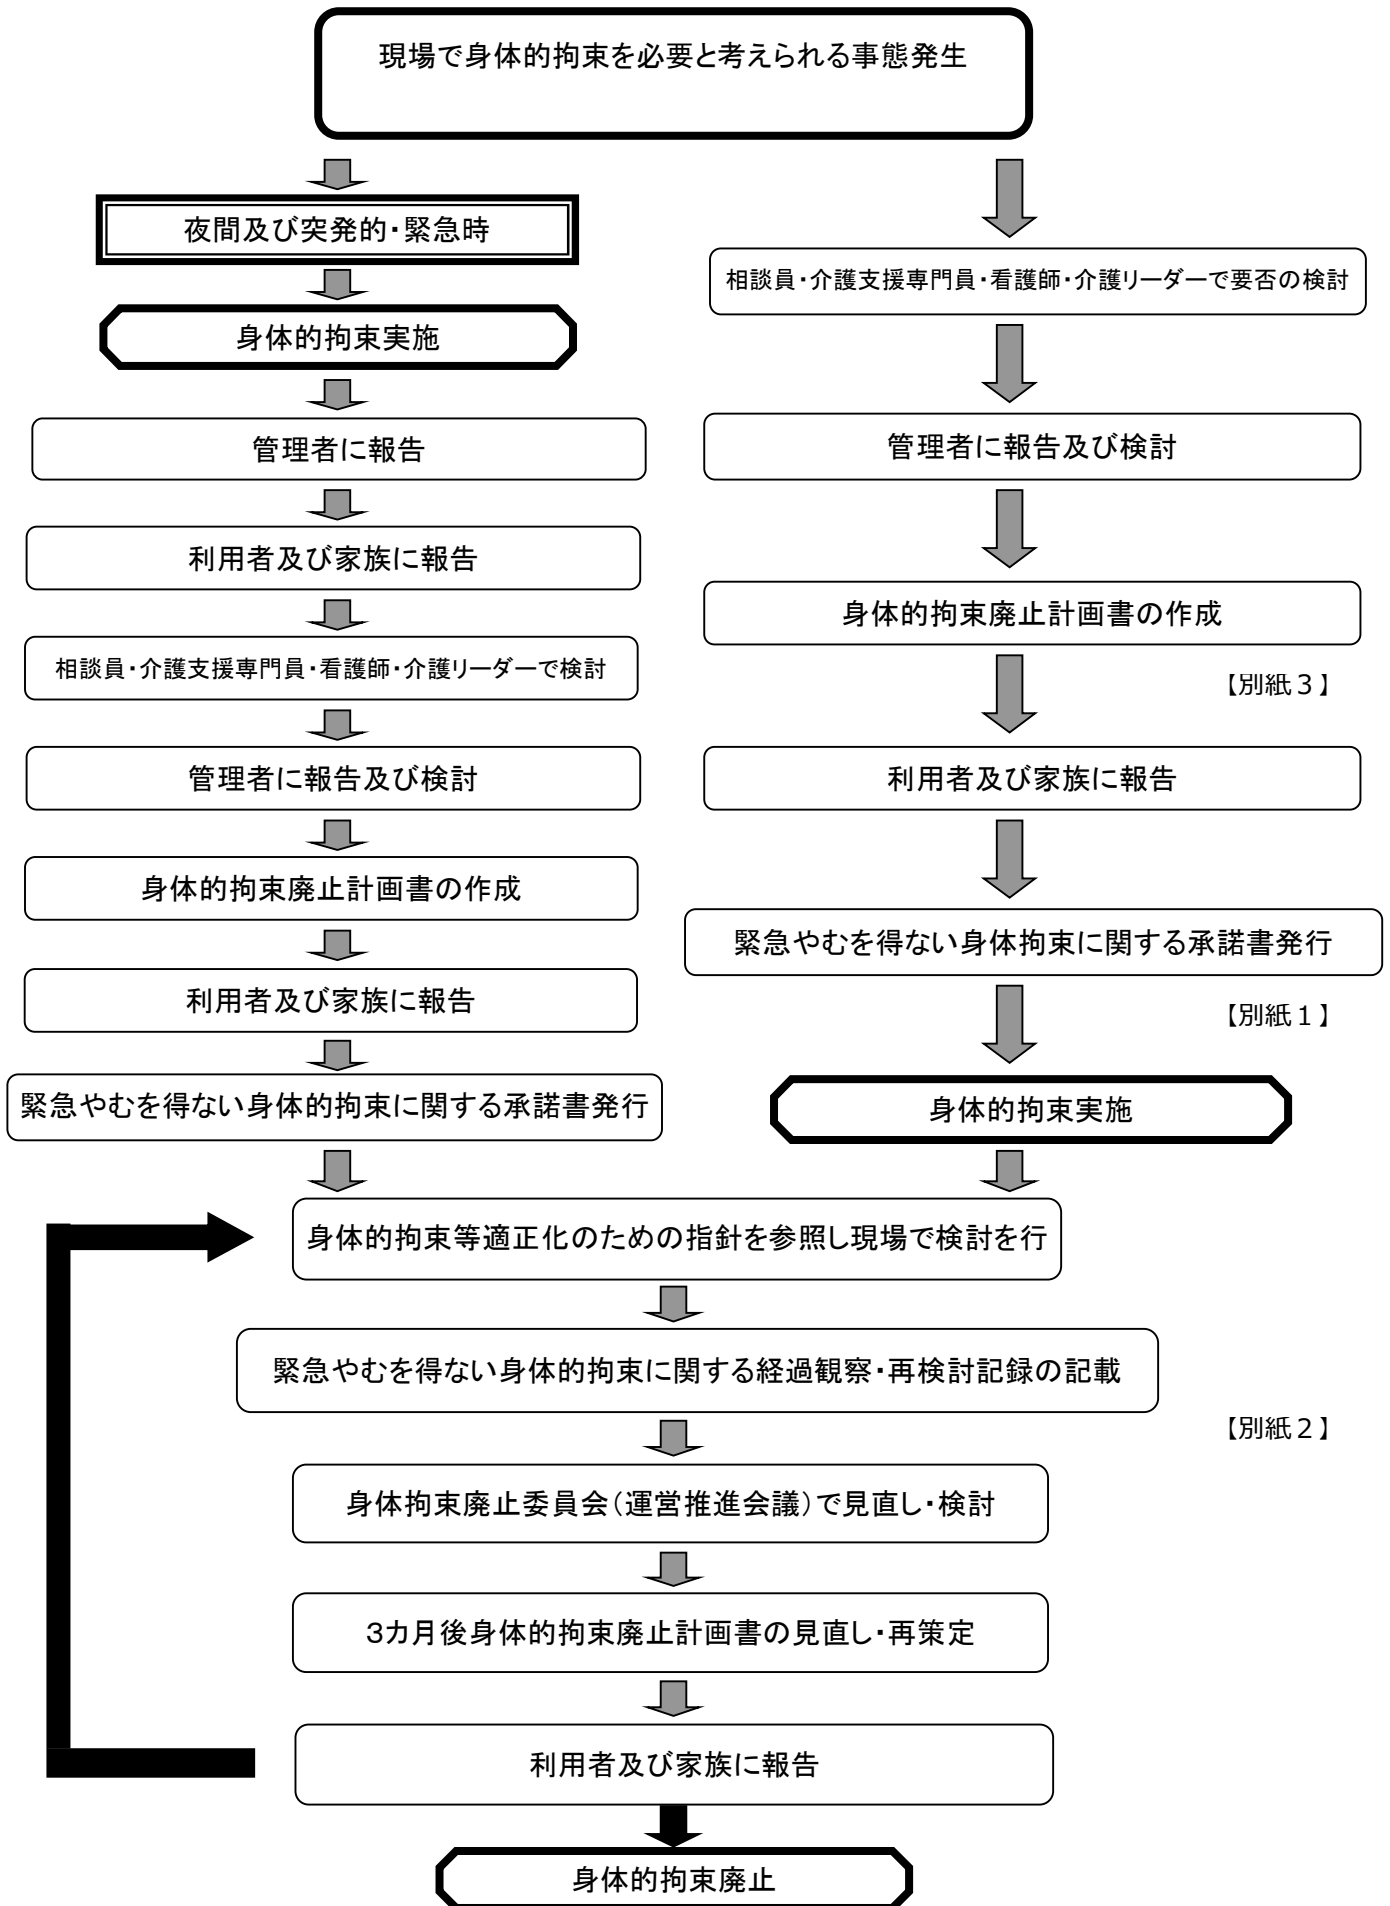 現場で身体的拘束を必要と考えられる事態発生
夜間及び突発的・緊急時
身体的拘束実施
管理者に報告
利用者及び家族に報告
相談員・介護支援専門員・看護師・介護リーダーで検討
管理者に報告及び検討
身体的拘束廃止計画書の作成
利用者及び家族に報告
緊急やむを得ない身体的拘束に関する承諾書発行
相談員・介護支援専門員・看護師・介護リーダーで要否の検討
管理者に報告及び検討
身体的拘束廃止計画書の作成
【別紙３】
利用者及び家族に報告
緊急やむを得ない身体拘束に関する承諾書発行
【別紙１】
身体的拘束実施
身体的拘束等適正化のための指針を参照し現場で検討を行
緊急やむを得ない身体的拘束に関する経過観察・再検討記録の記載
【別紙２】
身体拘束廃止委員会（運営推進会議）で見直し・検討
３カ月後身体的拘束廃止計画書の見直し・再策定
利用者及び家族に報告
身体的拘束廃止